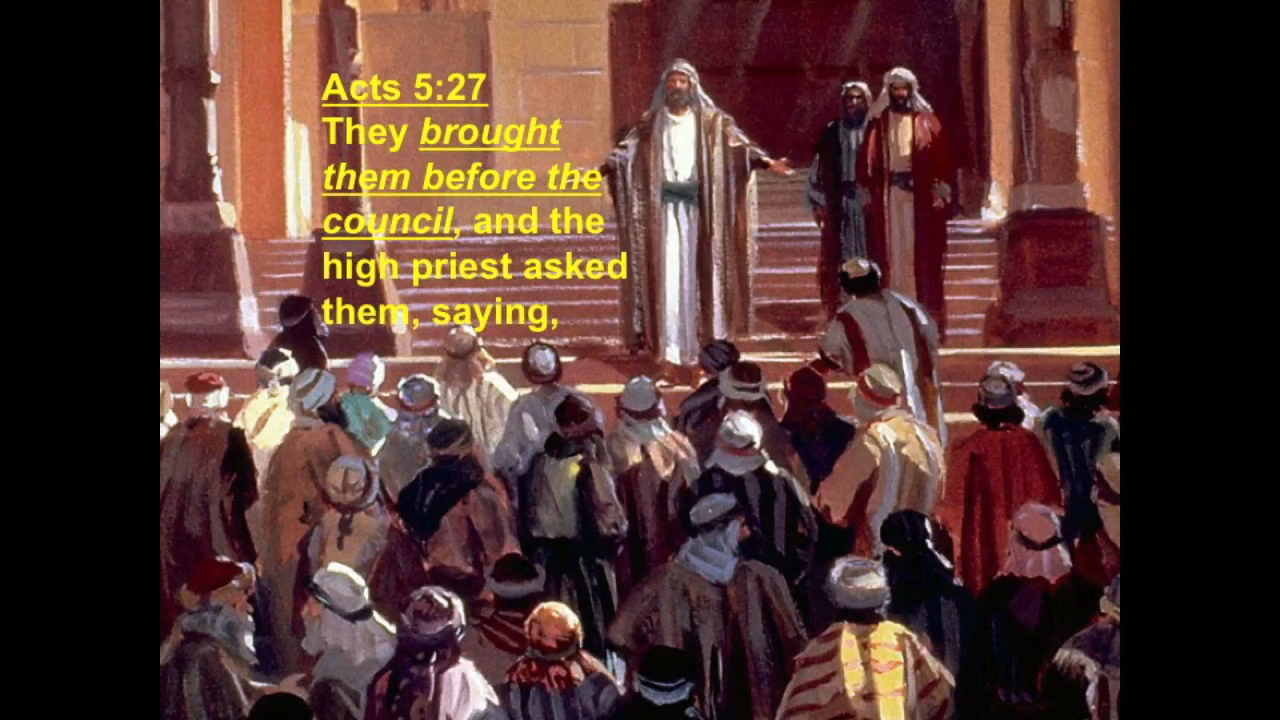 Acts 5:27
They brought
them before the
council, and the
high priest asked
them, saying,